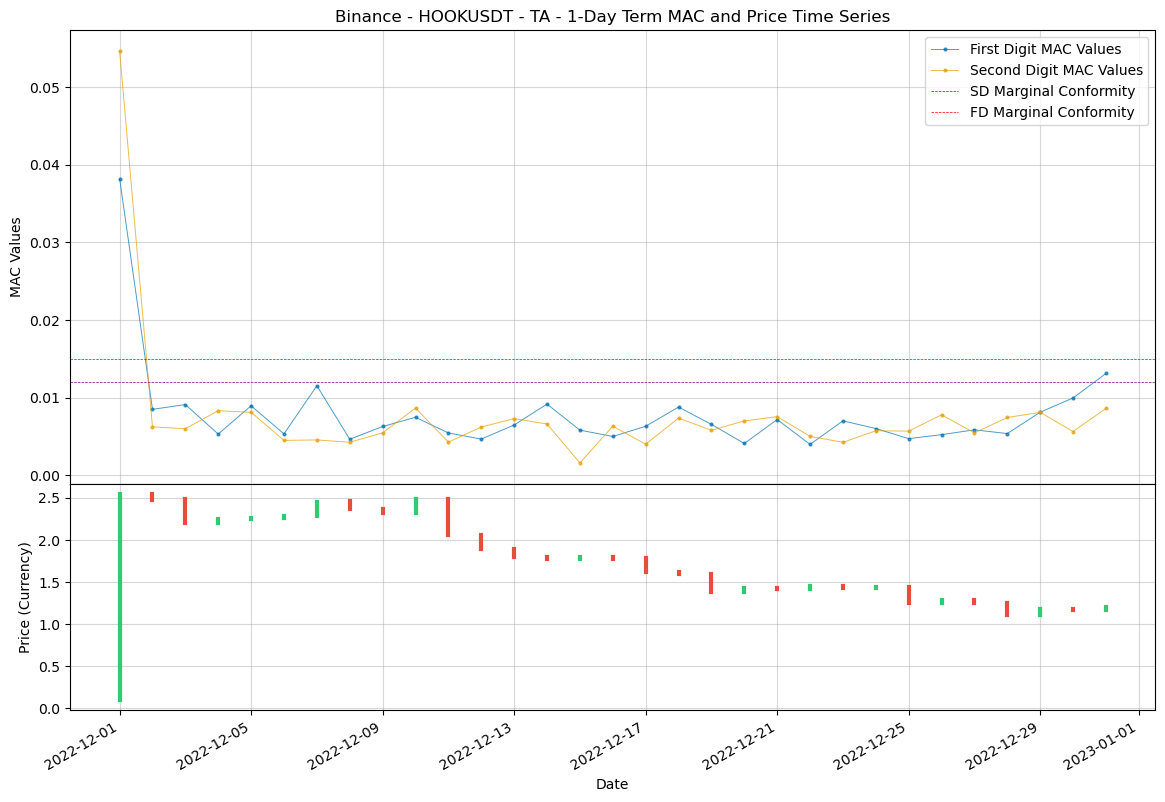 Binance - HOOKUSDT - TA - 1-Day Term MAC and Price Time Series
First Digit MAC Values
Second Digit MAC Values
SD Marginal Conformity
FD Marginal Conformity
MAC Values
0.05
0.04
0.03
0.02
0.01
0.00
Price (Currency)
2.5
2.0
1.5
1.0
0.5
0.0
2022-12-01
2022-12-05
2022-12-09
2022-12-13
2022-12-17
2022-12-21
2022-12-25
2022-12-29
2023-01-01
Date